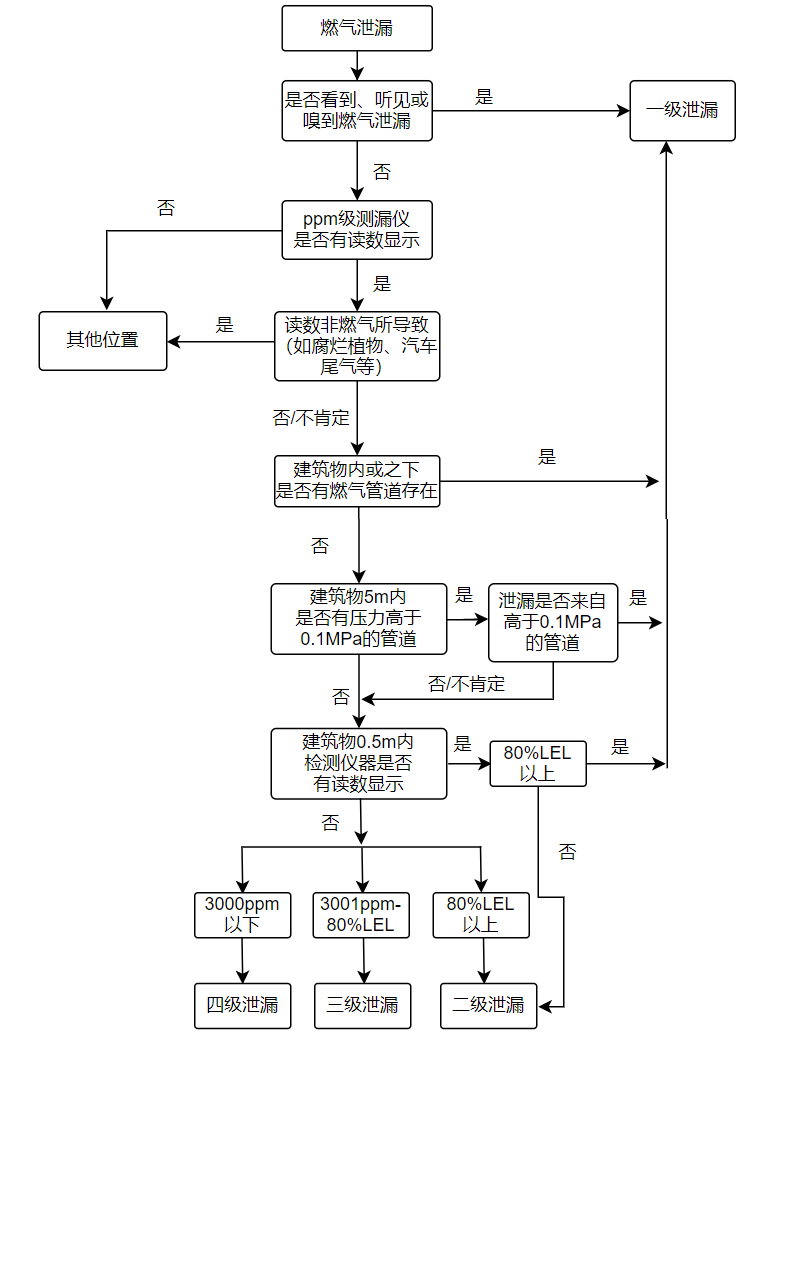 燃气泄漏
是否看到、听见或
嗅到燃气泄漏
是
一级泄漏
否
ppm级测漏仪
是否有读数显示
否
是
读数非燃气所导致
（如腐烂植物、汽车
尾气等）
是
其他位置
否/不肯定
建筑物内或之下
是否有燃气管道存在
是
否
建筑物5m内
是否有压力高于
0.1MPa的管道
是
泄漏是否来自
高于0.1MPa
的管道
是
否/不肯定
否
建筑物0.5m内
检测仪器是否
有读数显示
是
80%LEL
以上
是
否
否
3000ppm
以下
3001ppm-
80%LEL
80%LEL
以上
四级泄漏
三级泄漏
二级泄漏